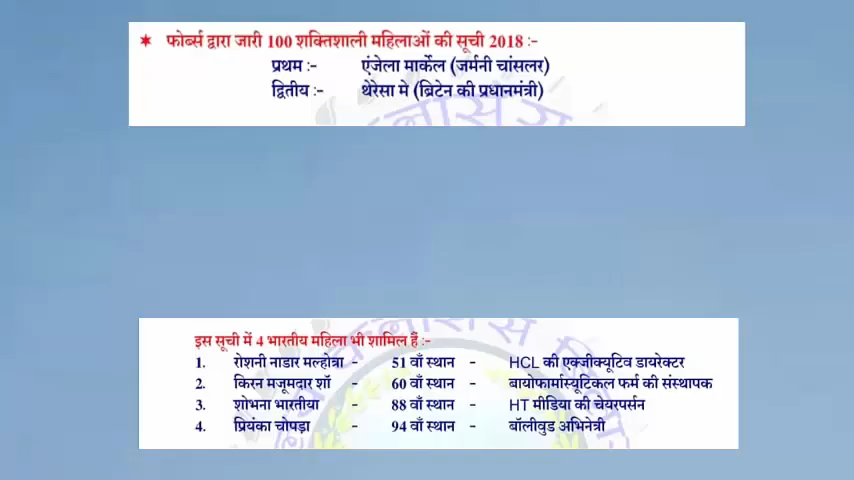 ✶ फोर्ब्स द्वारा जारी 100 शक्तिशाली महिलाओं की सूची 2018 :-
प्रथम :- एंजेला मार्केल (जर्मनी चांसलर)
द्वितीय :- थेरेसा मे (ब्रिटेन की प्रधानमंत्री)
इस सूची में 4 भारतीय महिला भी शामिल हैं :-
1. रोशनी नाडार मल्होत्रा - 51 वाँ स्थान - HCL की एक्जीक्यूटिव डायरेक्टर
2. किरन मजूमदार शॉ - 60 वाँ स्थान - बायोफार्मास्यूटिकल फर्म की संस्थापक
3. शोभना भारतीया - 88 वाँ स्थान - HT मीडिया की चेयरपर्सन
4. प्रियंका चोपड़ा - 94 वाँ स्थान - बॉलीवुड अभिनेत्री